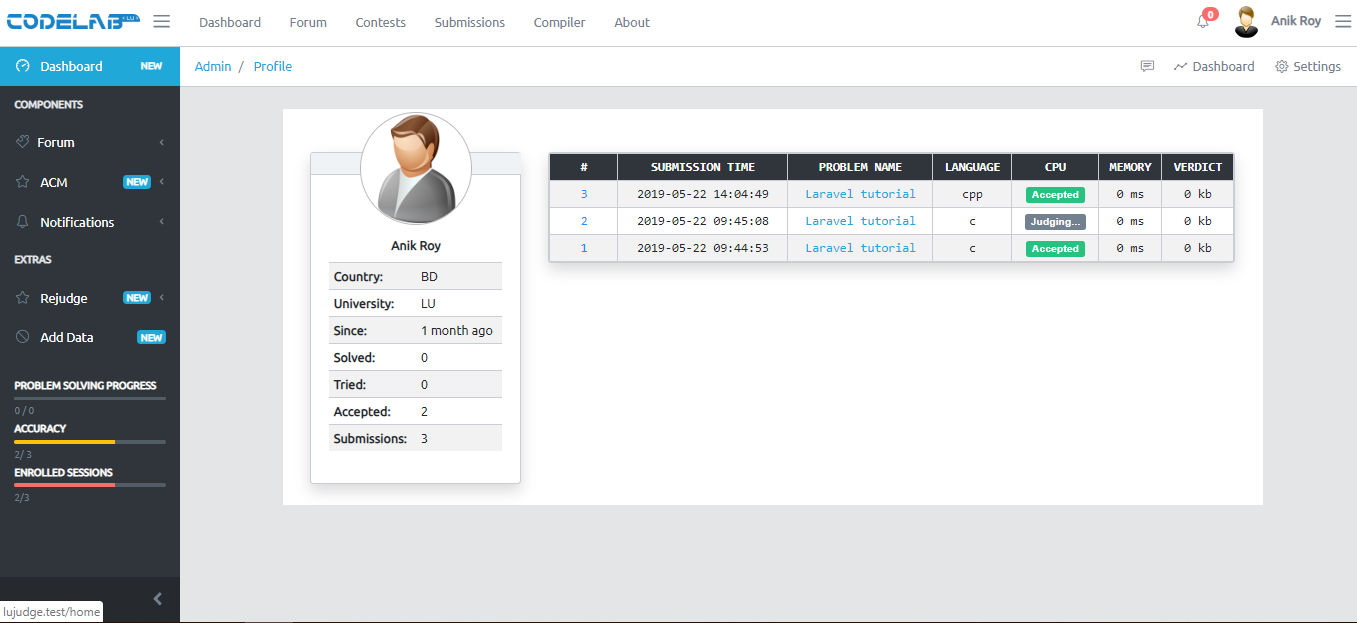 CODELAB LU
Dashboard Forum Contests Submissions Compiler About 0 Anik Roy
Dashboard NEW
Admin / Profile Dashboard Settings
COMPONENTS
Forum
ACM NEW
Notifications
EXTRAS
Rejudge NEW
Add Data NEW
PROBLEM SOLVING PROGRESS
0 / 0
ACCURACY
2/ 3
ENROLLED SESSIONS
2/3
lujudge.test/home
Anik Roy
Country: BD
University: LU
Since: 1 month ago
Solved: 0
Tried: 0
Accepted: 2
Submissions: 3
# SUBMISSION TIME PROBLEM NAME LANGUAGE CPU MEMORY VERDICT
3 2019-05-22 14:04:49 Laravel tutorial cpp Accepted 0 ms 0 kb
2 2019-05-22 09:45:08 Laravel tutorial c Judging... 0 ms 0 kb
1 2019-05-22 09:44:53 Laravel tutorial c Accepted 0 ms 0 kb